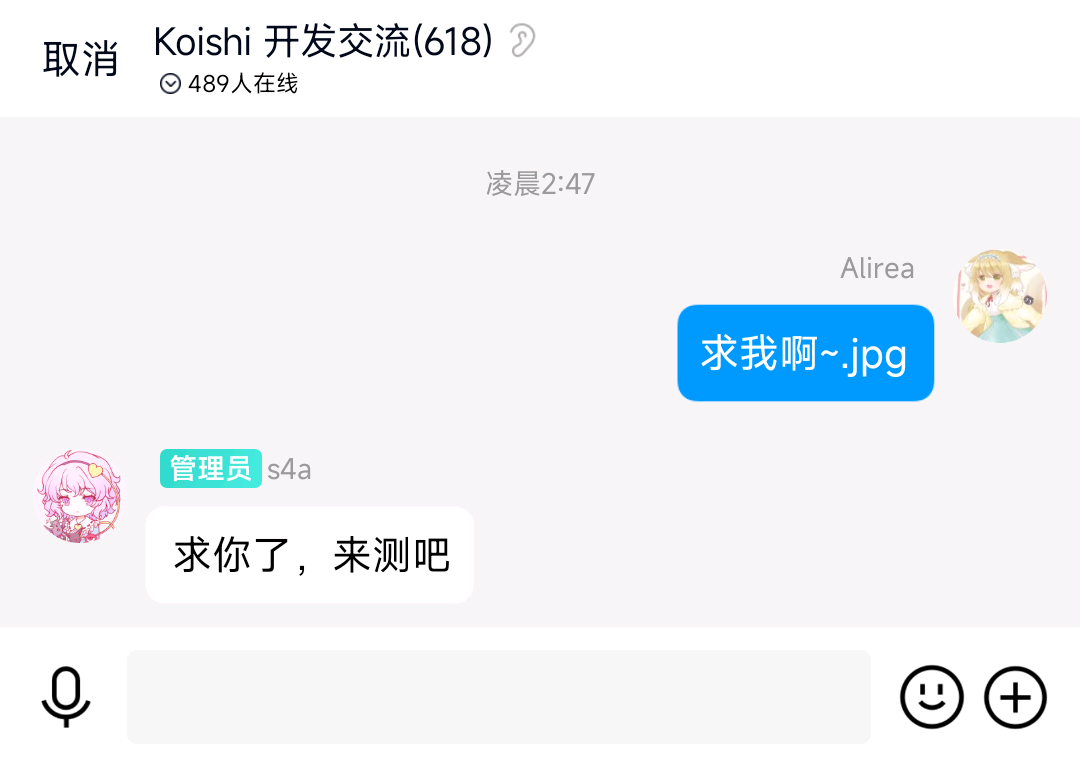 取消
Koishi 开发交流(618)
489人在线
凌晨2:47
Alirea
求我啊~.jpg
管理员 s4a
求你了，来测吧